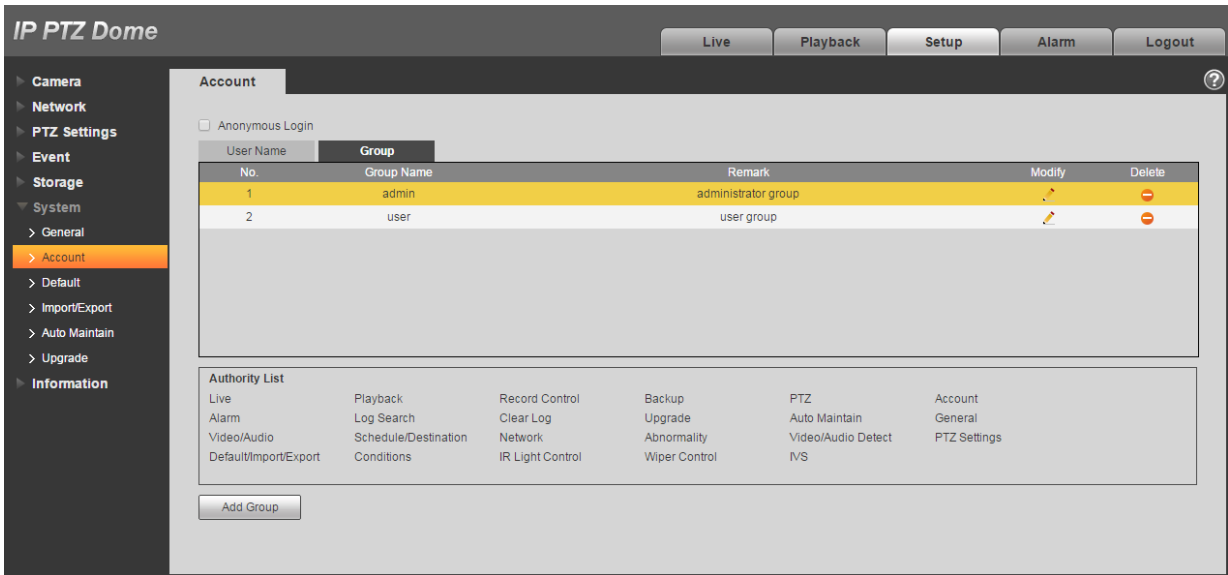 IP PTZ Dome
Live Playback Setup Alarm Logout
Camera
Network
PTZ Settings
Event
Storage
System
General
Account
Default
Import/Export
Auto Maintain
Upgrade
Information
Account
?
Anonymous Login
User Name Group
No. Group Name Remark Modify Delete
1 admin administrator group
2 user user group
Authority List
Live Playback Record Control Backup PTZ Account
Alarm Log Search Clear Log Upgrade Auto Maintain General
Video/Audio Schedule/Destination Network Abnormality Video/Audio Detect PTZ Settings
Default/Import/Export Conditions IR Light Control Wiper Control IVS
Add Group